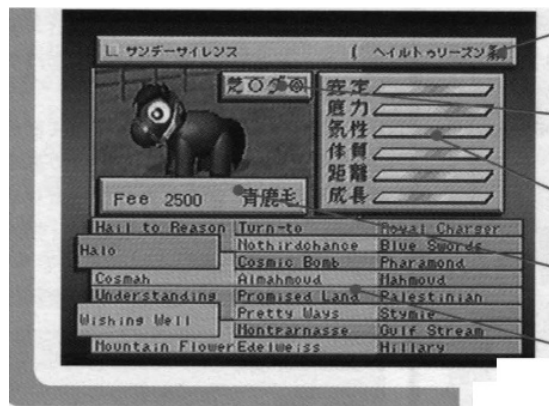 サンデーサイレンス ( ヘイルトゥリーズン系
芝○ダ◎
安定
底力
気性
体質
距離
成長
Fee 2500 青鹿毛
Hail to Reason Turn-to Royal Charger
Halo Nothirdchance Blue Swords
Cosmic Bomb Pharamond
Cosmah Almahmoud Mahmoud
Understanding Promised Land Palestinian
Wishing Well Pretty Ways Stymie
Montparnasse Gulf Stream
Mountain Flower Edelweiss Hillary